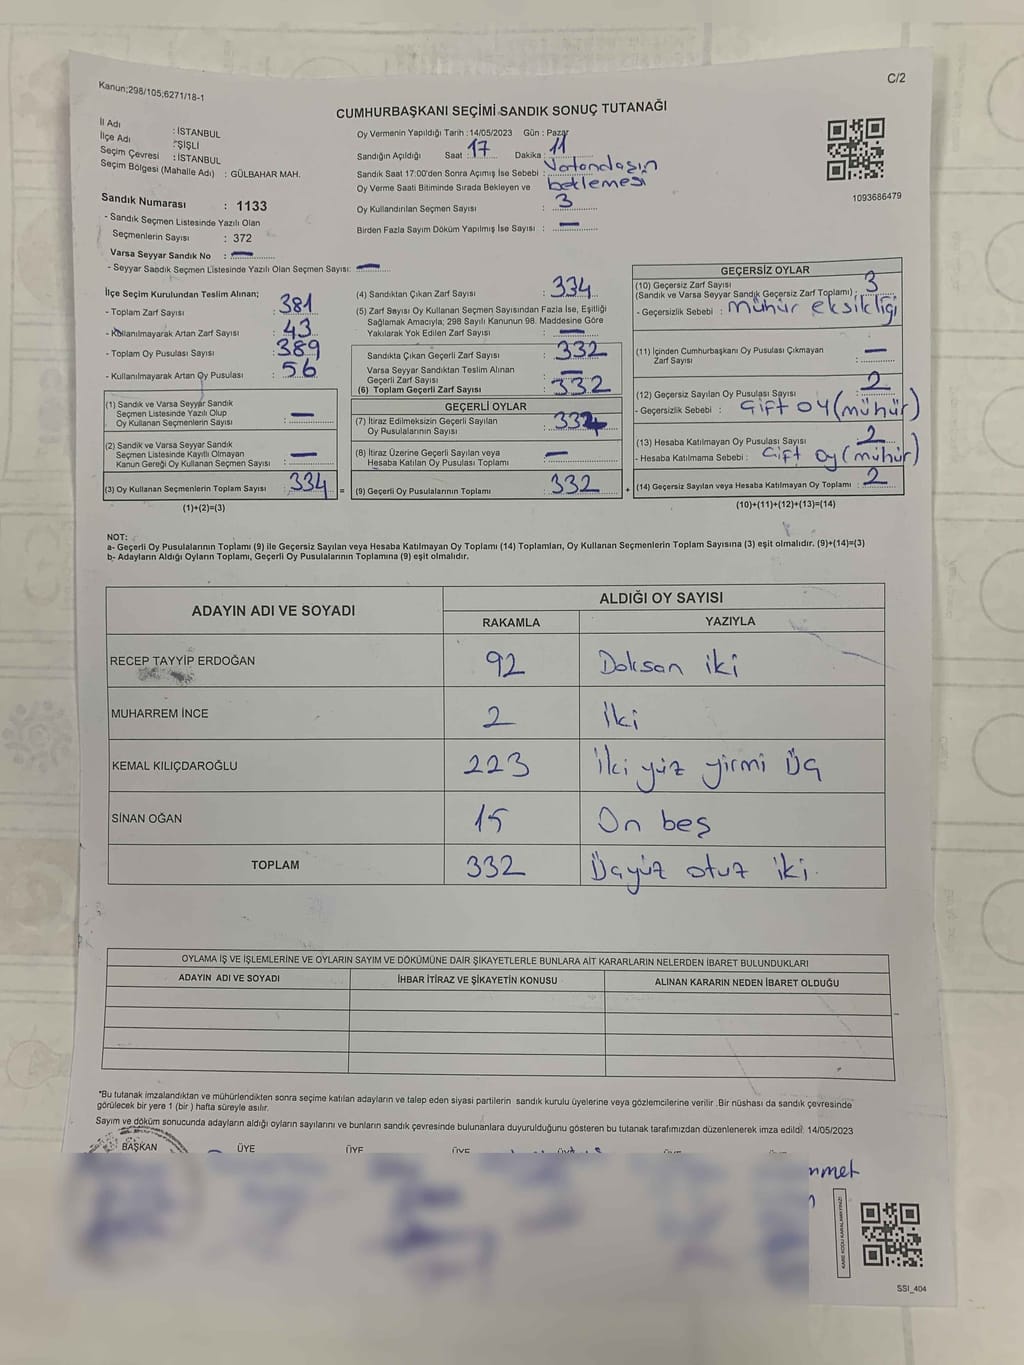 Kanun;298/105;6271/18-1
C/2
CUMHURBAŞKANI SEÇİMİ SANDIK SONUÇ TUTANAĞI
İl Adı : İSTANBUL
İlçe Adı : ŞİŞLİ
Seçim Çevresi : İSTANBUL
Seçim Bölgesi (Mahalle Adı) : GÜLBAHAR MAH.
Sandık Numarası : 1133
- Sandık Seçmen Listesinde Yazılı Olan
Seçmenlerin Sayısı : 372
Varsa Seyyar Sandık No : —
- Seyyar Sandık Seçmen Listesinde Yazılı Olan Seçmen Sayısı: —
Oy Vermenin Yapıldığı Tarih :14/05/2023 Gün : Pazar
Sandığın Açıldığı Saat : 17 Dakika : 11
Sandık Saat 17:00'den Sonra Açımış İse Sebebi : Vatandaşın
beklemesi
Oy Verme Saati Bitiminde Sırada Bekleyen ve
Oy Kullandırılan Seçmen Sayısı : 3
Birden Fazla Sayım Döküm Yapılmış İse Sayısı : —
1093686479
İlçe Seçim Kurulundan Teslim Alınan;
- Toplam Zarf Sayısı : 381
- Kullanılmayarak Artan Zarf Sayısı : 43
- Toplam Oy Pusulası Sayısı : 389
- Kullanılmayarak Artan Oy Pusulası : 56
(1) Sandık ve Varsa Seyyar Sandık
Seçmen Listesinde Yazılı Olup
Oy Kullanan Seçmenlerin Sayısı : —
(2) Sandık ve Varsa Seyyar Sandık
Seçmen Listesinde Kayıtlı Olmayan
Kanun Gereği Oy Kullanan Seçmen Sayısı : —
(3) Oy Kullanan Seçmenlerin Toplam Sayısı : 334 =
(1)+(2)=(3)
(4) Sandıktan Çıkan Zarf Sayısı : 334
(5) Zarf Sayısı Oy Kullanan Seçmen Sayısından Fazla İse, Eşitliği
Sağlamak Amacıyla; 298 Sayılı Kanunun 98. Maddesine Göre
Yakılarak Yok Edilen Zarf Sayısı : —
Sandıkta Çıkan Geçerli Zarf Sayısı : 332
Varsa Seyyar Sandıktan Teslim Alınan
Geçerli Zarf Sayısı : —
(6) Toplam Geçerli Zarf Sayısı : 332
GEÇERLİ OYLAR
(7) İtiraz Edilmeksizin Geçerli Sayılan
Oy Pusulalarının Sayısı : 332
(8) İtiraz Üzerine Geçerli Sayılan veya
Hesaba Katılan Oy Pusulası Toplamı : —
(9) Geçerli Oy Pusulalarının Toplamı : 332 +
GEÇERSİZ OYLAR
(10) Geçersiz Zarf Sayısı
(Sandık ve Varsa Seyyar Sandık Geçersiz Zarf Toplamı) : 3
- Geçersizlik Sebebi : mühür eksikliği
(11) İçinden Cumhurbaşkanı Oy Pusulası Çıkmayan
Zarf Sayısı : —
(12) Geçersiz Sayılan Oy Pusulası Sayısı : 2
- Geçersizlik Sebebi : Çift oy (mühür)
(13) Hesaba Katılmayan Oy Pusulası Sayısı : 2
- Hesaba Katılmama Sebebi : Çift oy (mühür)
(14) Geçersiz Sayılan veya Hesaba Katılmayan Oy Toplamı : 2
(10)+(11)+(12)+(13)=(14)
NOT:
a- Geçerli Oy Pusulalarının Toplamı (9) ile Geçersiz Sayılan veya Hesaba Katılmayan Oy Toplamı (14) Toplamları, Oy Kullanan Seçmenlerin Toplam Sayısına (3) eşit olmalıdır. (9)+(14)=(3)
b- Adayların Aldığı Oyların Toplamı, Geçerli Oy Pusulalarının Toplamına (9) eşit olmalıdır.
ADAYIN ADI VE SOYADI ALDIĞI OY SAYISI
RAKAMLA YAZIYLA
RECEP TAYYİP ERDOĞAN 92 Doksan iki
MUHARREM İNCE 2 İki
KEMAL KILIÇDAROĞLU 223 İki yüz yirmi Üç
SİNAN OĞAN 15 On beş
TOPLAM 332 Üçyüz otuz iki.
OYLAMA İŞ VE İŞLEMLERİNE VE OYLARIN SAYIM VE DÖKÜMÜNE DAİR ŞİKAYETLERLE BUNLARA AİT KARARLARIN NELERDEN İBARET BULUNDUKLARI
ADAYIN ADI VE SOYADI İHBAR İTİRAZ VE ŞİKAYETİN KONUSU ALINAN KARARIN NEDEN İBARET OLDUĞU
*Bu tutanak imzalandıktan ve mühürlendikten sonra seçime katılan adayların ve talep eden siyasi partilerin sandık kurulu üyelerine veya gözlemcilerine verilir .Bir nüshası da sandık çevresinde
görülecek bir yere 1 (bir ) hafta süreyle asılır.
Sayım ve döküm sonucunda adayların aldığı oyların sayılarını ve bunların sandık çevresinde bulunanlara duyurulduğunu gösteren bu tutanak tarafımızdan düzenlenerek imza edildi. 14/05/2023
BAŞKAN ÜYE ÜYE ÜYE
SSI_404